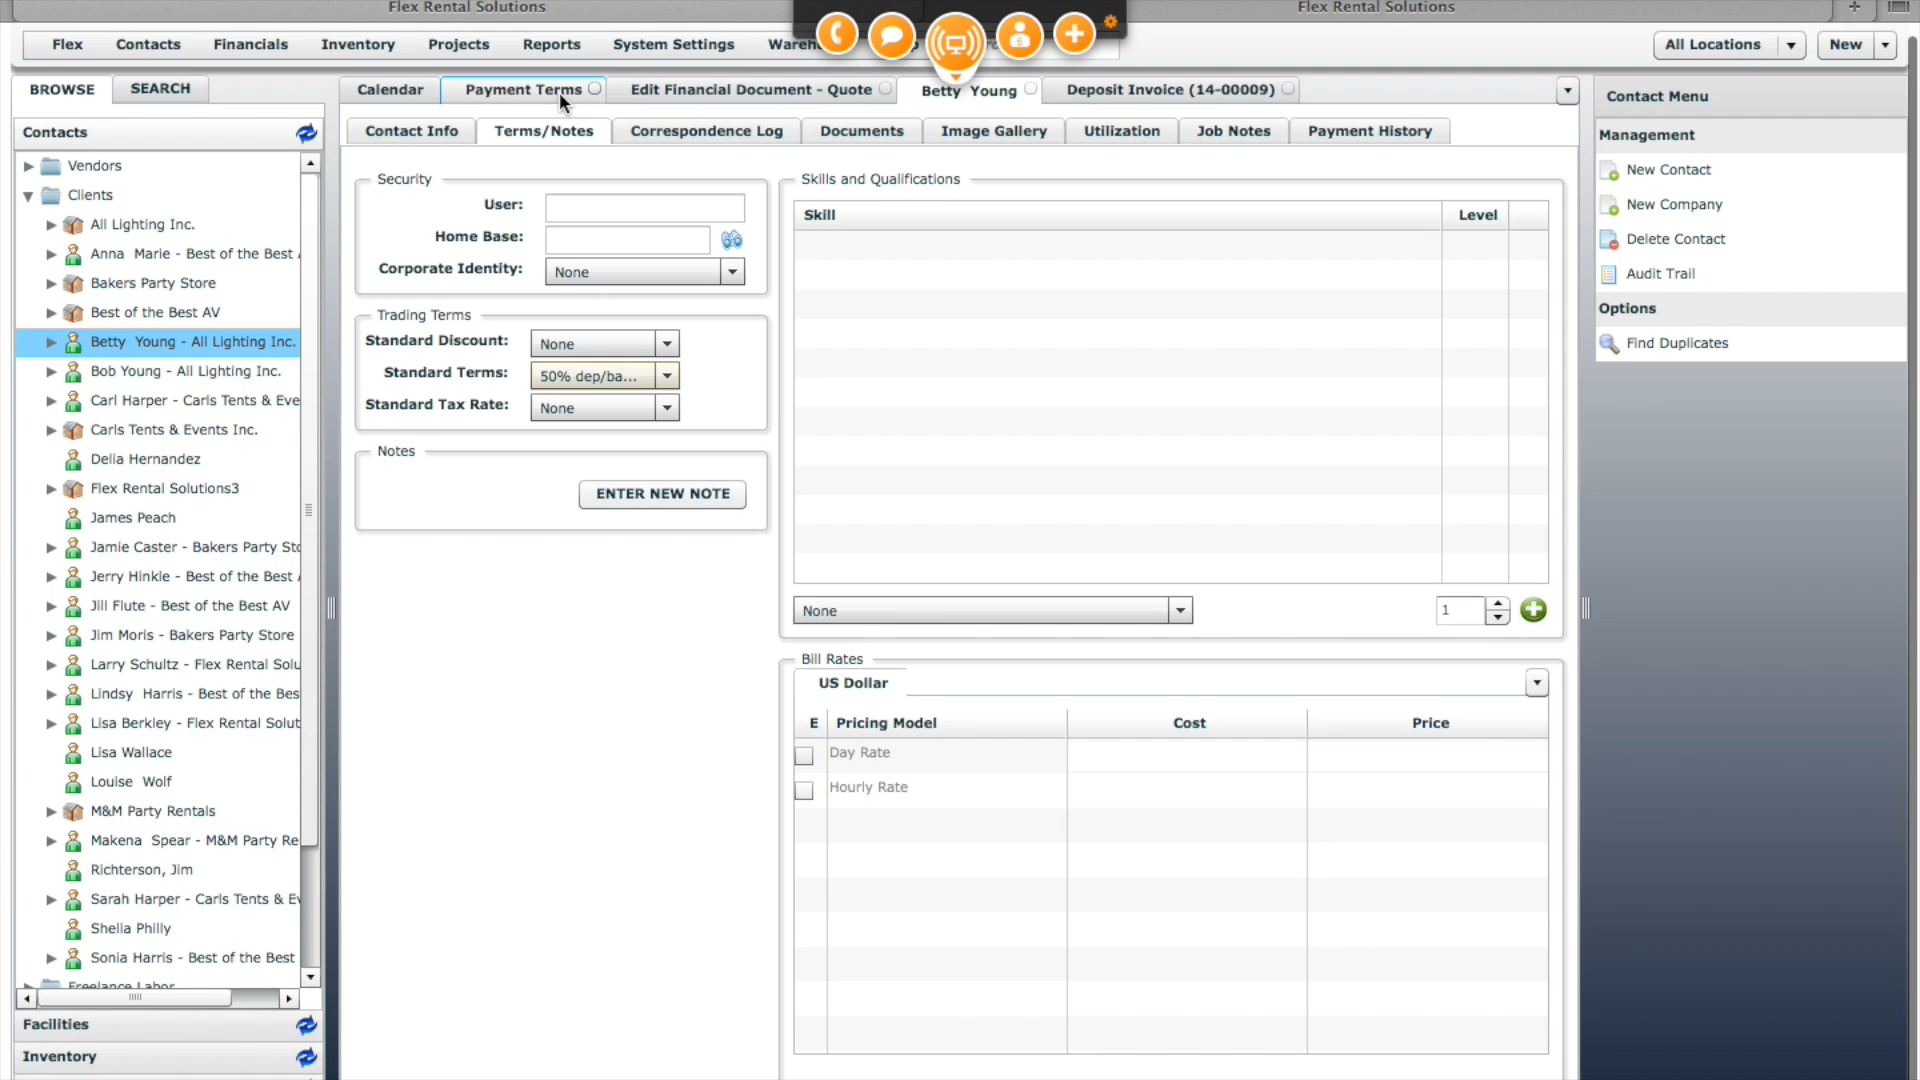 Flex Rental Solutions
Flex Rental Solutions
Flex
Contacts
Financials
Inventory
Projects
Reports
System Settings
6
All Locations
New
BROWSE
SEARCH
Calendar
Payment Terms
Edit Financial Document - Quote
Betty Young
Deposit Invoice (14-00009)
Contacts
Vendors
Clients
All Lighting Inc.
Anna Marie - Best of the Best
Bakers Party Store
Best of the Best AV
Betty Young - All Lighting Inc.
Bob Young - All Lighting Inc.
Carl Harper - Carls Tents & Eve
Carls Tents & Events Inc.
Delia Hernandez
Flex Rental Solutions3
James Peach
Jamie Caster - Bakers Party Sto
Jerry Hinkle - Best of the Best
Jill Flute - Best of the Best AV
Jim Moris - Bakers Party Store
Larry Schultz - Flex Rental Solu
Lindsy Harris - Best of the Bes
Lisa Berkley - Flex Rental Solut
Lisa Wallace
Louise Wolf
M&M Party Rentals
Makena Spear - M&M Party Re
Richterson, Jim
Sarah Harper - Carls Tents & Ev
Shelia Philly
Sonia Harris - Best of the Best
Freelance Labor
Facilities
Inventory
Contact Info
Terms/Notes
Correspondence Log
Documents
Image Gallery
Utilization
Job Notes
Payment History
Security
User:
Home Base:
Corporate Identity: None
Trading Terms
Standard Discount: None
Standard Terms: 50% dep/ba...
Standard Tax Rate: None
Notes
ENTER NEW NOTE
Skills and Qualifications
Skill
Level
None
1
Bill Rates
US Dollar
E
Pricing Model
Cost
Price
Day Rate
Hourly Rate
Contact Menu
Management
New Contact
New Company
Delete Contact
Audit Trail
Options
Find Duplicates